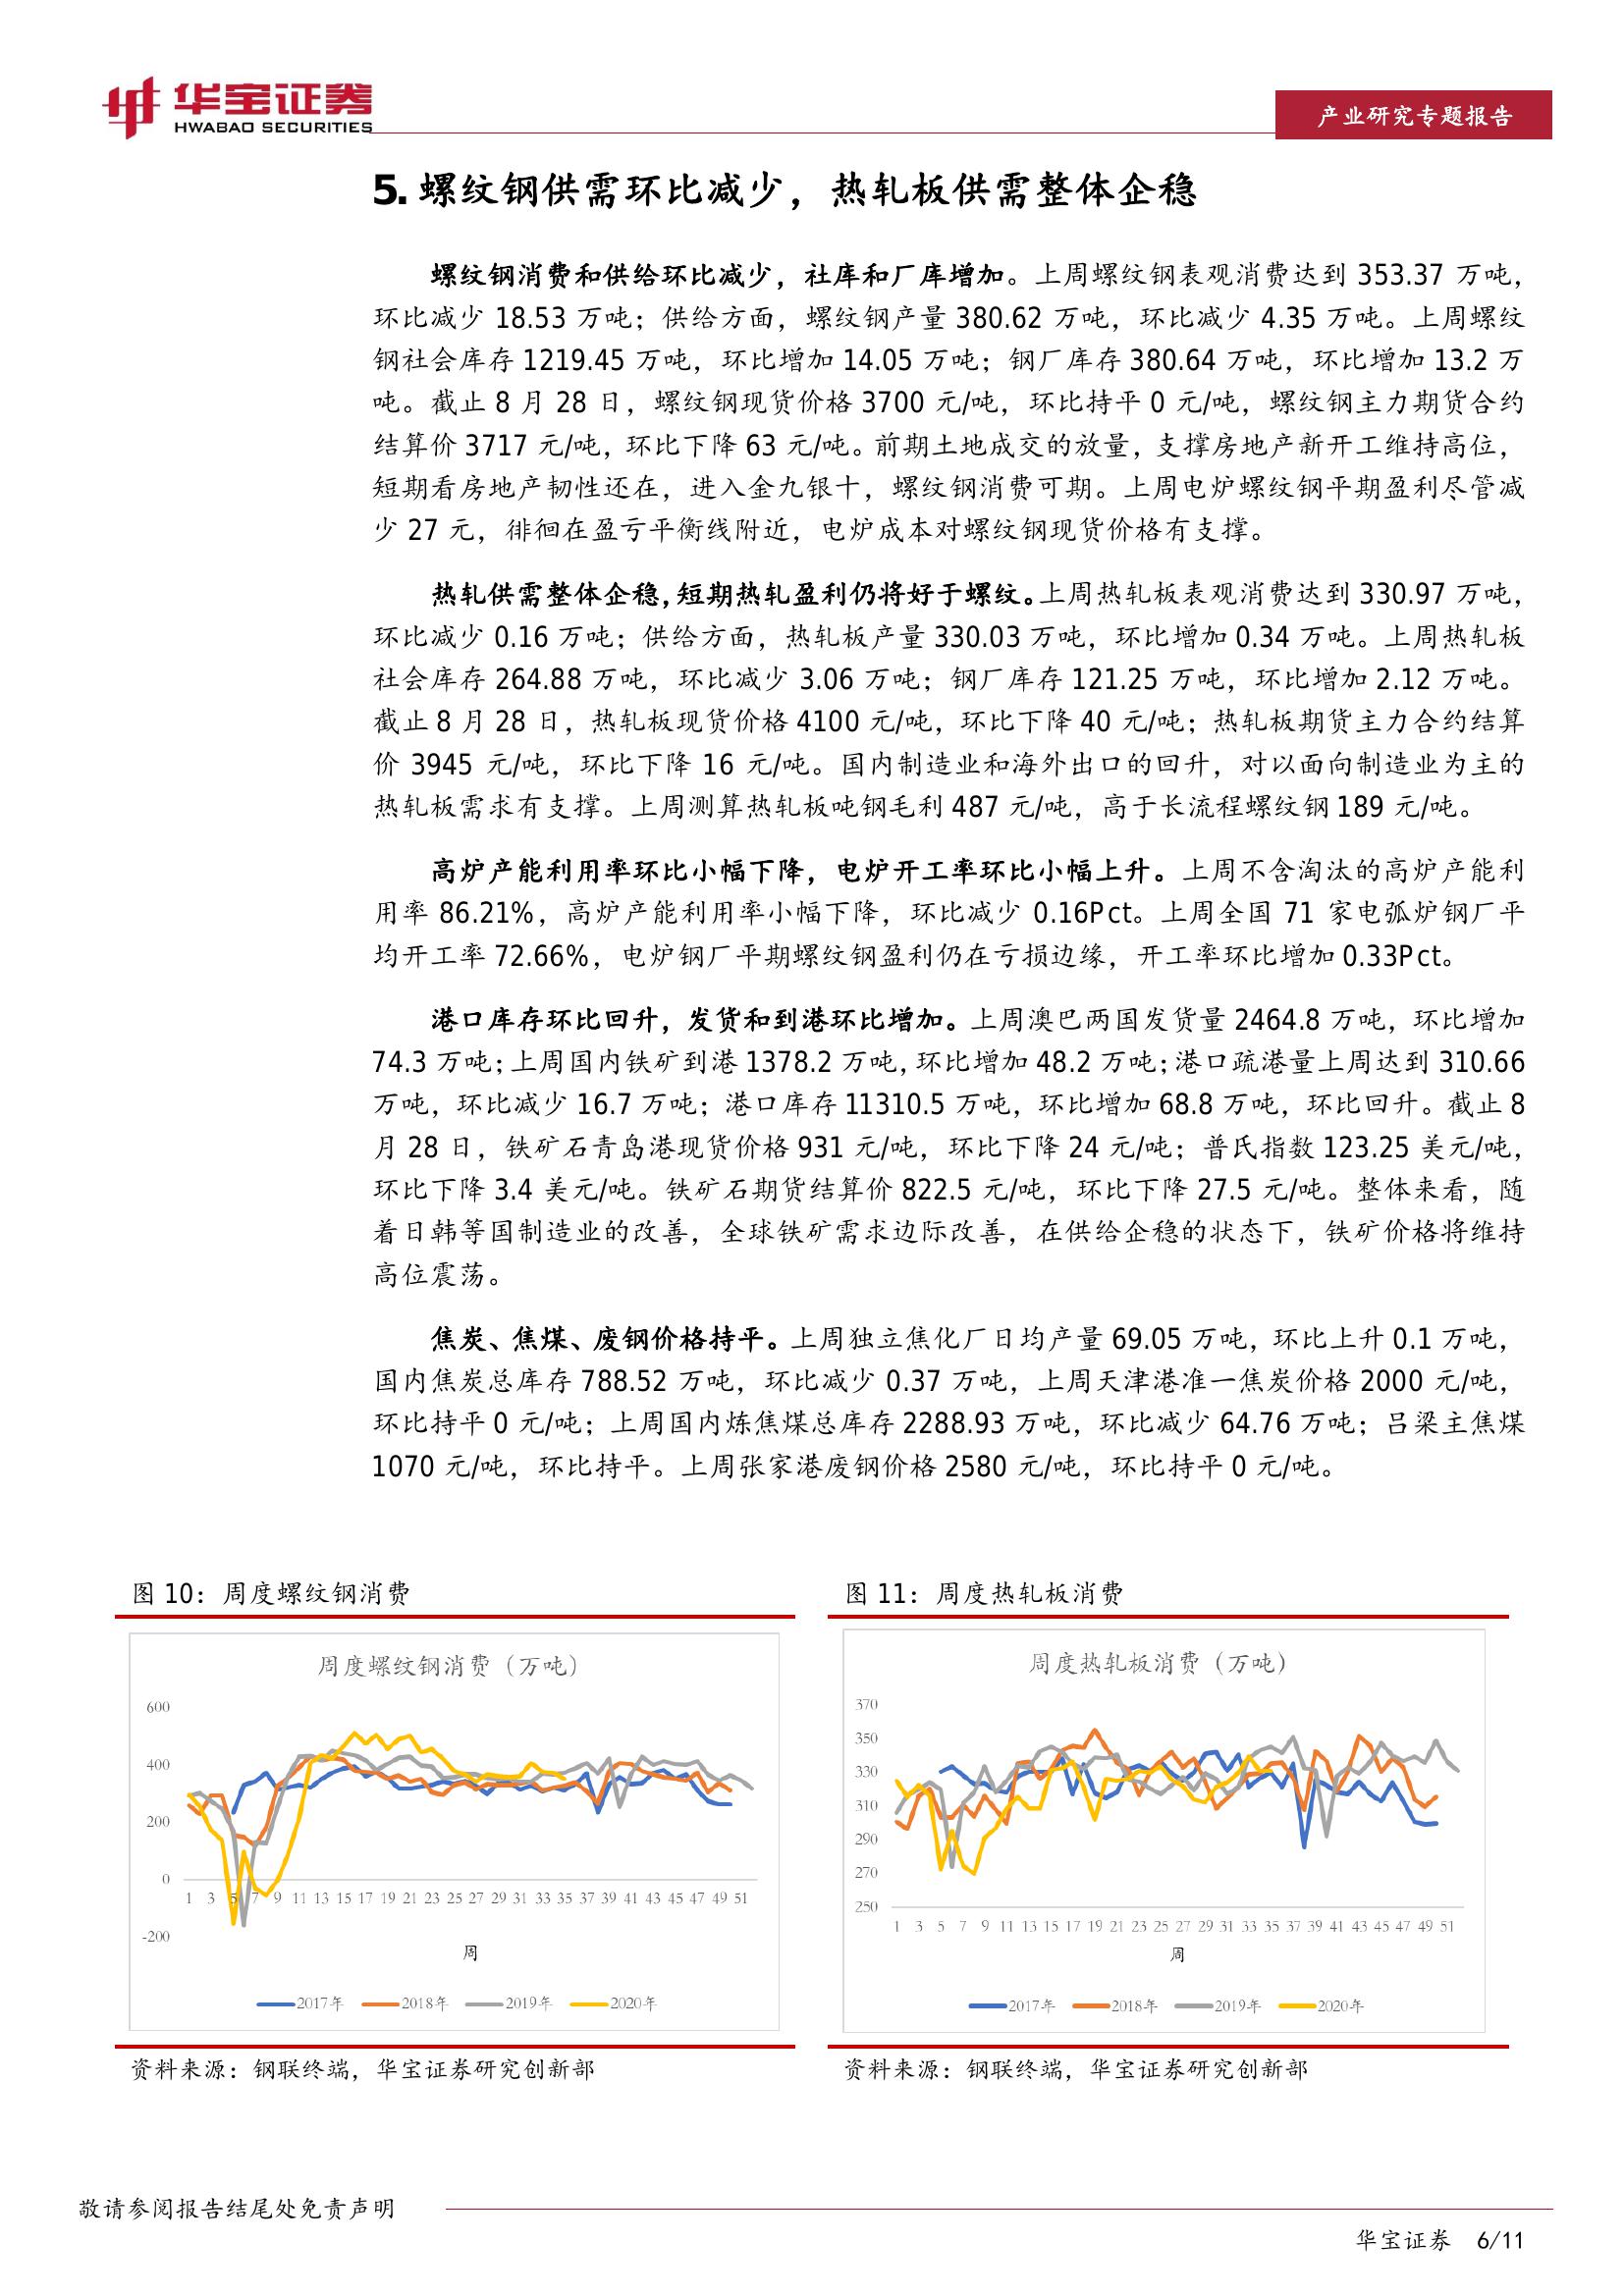 华宝证券
HWABAO SECURITIES
产业研究专题报告
5. 螺纹钢供需环比减少，热轧板供需整体企稳
螺纹钢消费和供给环比减少，社库和厂库增加。上周螺纹钢表观消费达到 353.37 万吨，
环比减少 18.53 万吨；供给方面，螺纹钢产量 380.62 万吨，环比减少 4.35 万吨。上周螺纹
钢社会库存 1219.45 万吨，环比增加 14.05 万吨；钢厂库存 380.64 万吨，环比增加 13.2 万
吨。截止 8 月 28 日，螺纹钢现货价格 3700 元/吨，环比持平 0 元/吨，螺纹钢主力期货合约
结算价 3717 元/吨，环比下降 63 元/吨。前期土地成交的放量，支撑房地产新开工维持高位，
短期看房地产韧性还在，进入金九银十，螺纹钢消费可期。上周电炉螺纹钢平期盈利尽管减
少 27 元，徘徊在盈亏平衡线附近，电炉成本对螺纹钢现货价格有支撑。
热轧供需整体企稳，短期热轧盈利仍将好于螺纹。上周热轧板表观消费达到 330.97 万吨，
环比减少 0.16 万吨；供给方面，热轧板产量 330.03 万吨，环比增加 0.34 万吨。上周热轧板
社会库存 264.88 万吨，环比减少 3.06 万吨；钢厂库存 121.25 万吨，环比增加 2.12 万吨。
截止 8 月 28 日，热轧板现货价格 4100 元/吨，环比下降 40 元/吨；热轧板期货主力合约结算
价 3945 元/吨，环比下降 16 元/吨。国内制造业和海外出口的回升，对以面向制造业为主的
热轧板需求有支撑。上周测算热轧板吨钢毛利 487 元/吨，高于长流程螺纹钢 189 元/吨。
高炉产能利用率环比小幅下降，电炉开工率环比小幅上升。上周不含淘汰的高炉产能利
用率 86.21%，高炉产能利用率小幅下降，环比减少 0.16Pct。上周全国 71 家电弧炉钢厂平
均开工率 72.66%，电炉钢厂平期螺纹钢盈利仍在亏损边缘，开工率环比增加 0.33Pct。
港口库存环比回升，发货和到港环比增加。上周澳巴两国发货量 2464.8 万吨，环比增加
74.3 万吨；上周国内铁矿到港 1378.2 万吨，环比增加 48.2 万吨；港口疏港量上周达到 310.66
万吨，环比减少 16.7 万吨；港口库存 11310.5 万吨，环比增加 68.8 万吨，环比回升。截止 8
月 28 日，铁矿石青岛港现货价格 931 元/吨，环比下降 24 元/吨；普氏指数 123.25 美元/吨，
环比下降 3.4 美元/吨。铁矿石期货结算价 822.5 元/吨，环比下降 27.5 元/吨。整体来看，随
着日韩等国制造业的改善，全球铁矿需求边际改善，在供给企稳的状态下，铁矿价格将维持
高位震荡。
焦炭、焦煤、废钢价格持平。上周独立焦化厂日均产量 69.05 万吨，环比上升 0.1 万吨，
国内焦炭总库存 788.52 万吨，环比减少 0.37 万吨，上周天津港准一焦炭价格 2000 元/吨，
环比持平 0 元/吨；上周国内炼焦煤总库存 2288.93 万吨，环比减少 64.76 万吨；吕梁主焦煤
1070 元/吨，环比持平。上周张家港废钢价格 2580 元/吨，环比持平 0 元/吨。
图 10：周度螺纹钢消费
周度螺纹钢消费（万吨）
600
400
200
0
-200
1 3 5 7 9 11 13 15 17 19 21 23 25 27 29 31 33 35 37 39 41 43 45 47 49 51
周
2017年 2018年 2019年 2020年
资料来源：钢联终端，华宝证券研究创新部
图 11：周度热轧板消费
周度热轧板消费（万吨）
370
350
330
310
290
270
250
1 3 5 7 9 11 13 15 17 19 21 23 25 27 29 31 33 35 37 39 41 43 45 47 49 51
周
2017年 2018年 2019年 2020年
资料来源：钢联终端，华宝证券研究创新部
敬请参阅报告结尾处免责声明
华宝证券 6/11